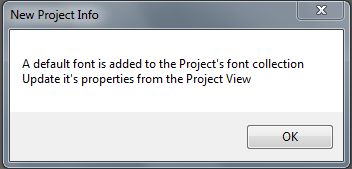 New Project Info
A default font is added to the Project's font collection
Update it's properties from the Project View
OK